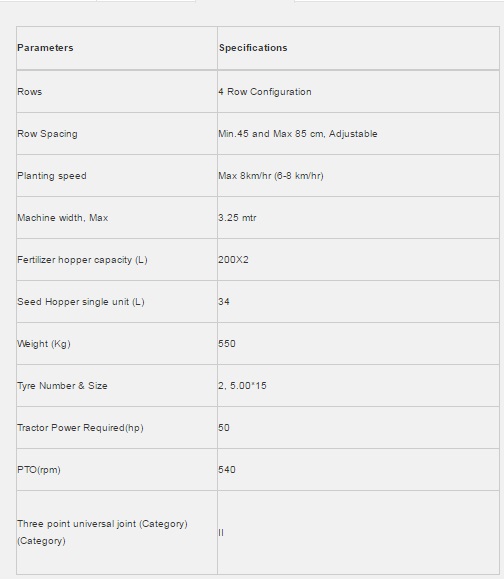 Parameters Specifications
Rows 4 Row Configuration
Row Spacing Min.45 and Max 85 cm, Adjustable
Planting speed Max 8km/hr (6-8 km/hr)
Machine width, Max 3.25 mtr
Fertilizer hopper capacity (L) 200X2
Seed Hopper single unit (L) 34
Weight (Kg) 550
Tyre Number & Size 2, 5.00*15
Tractor Power Required(hp) 50
PTO(rpm) 540
Three point universal joint (Category) II
(Category)